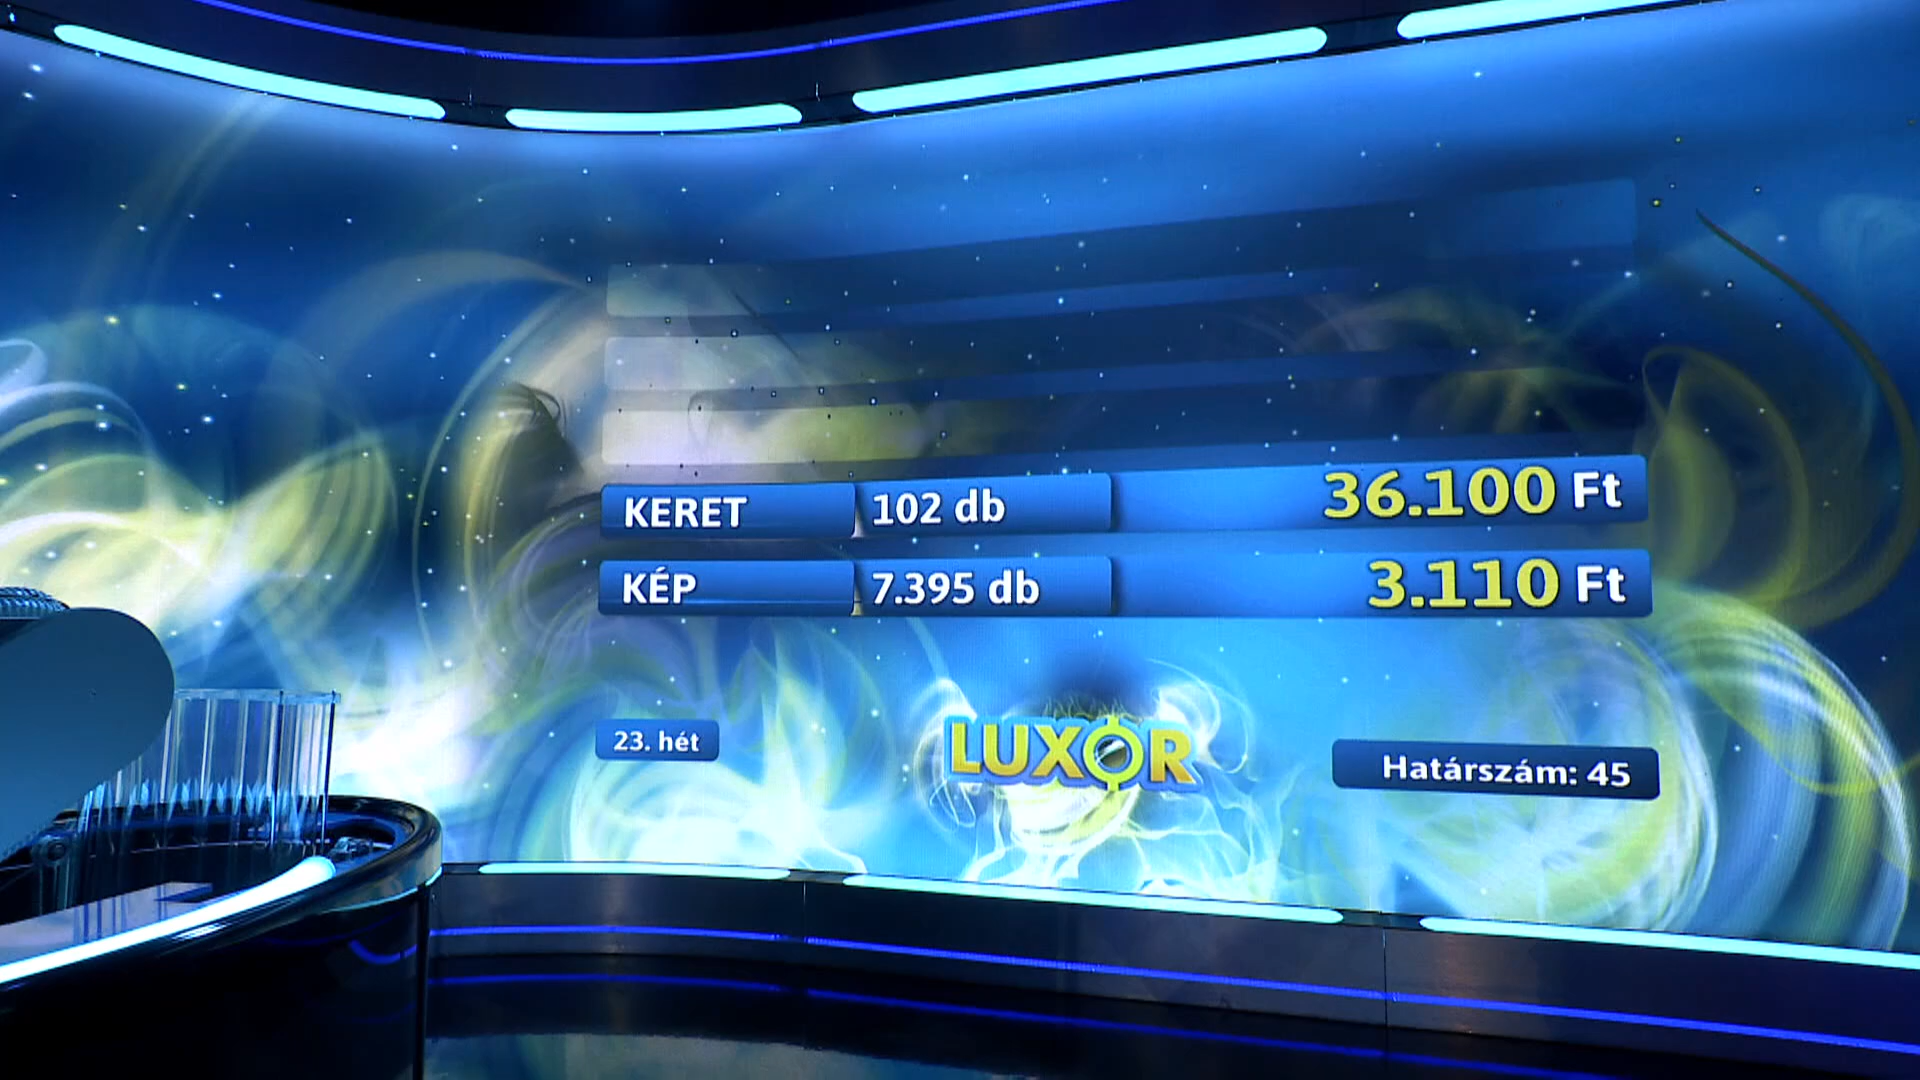 KERET 102 db 36.100 Ft
KÉP 7.395 db 3.110 Ft
23. hét
LUXOR
Határszám: 45